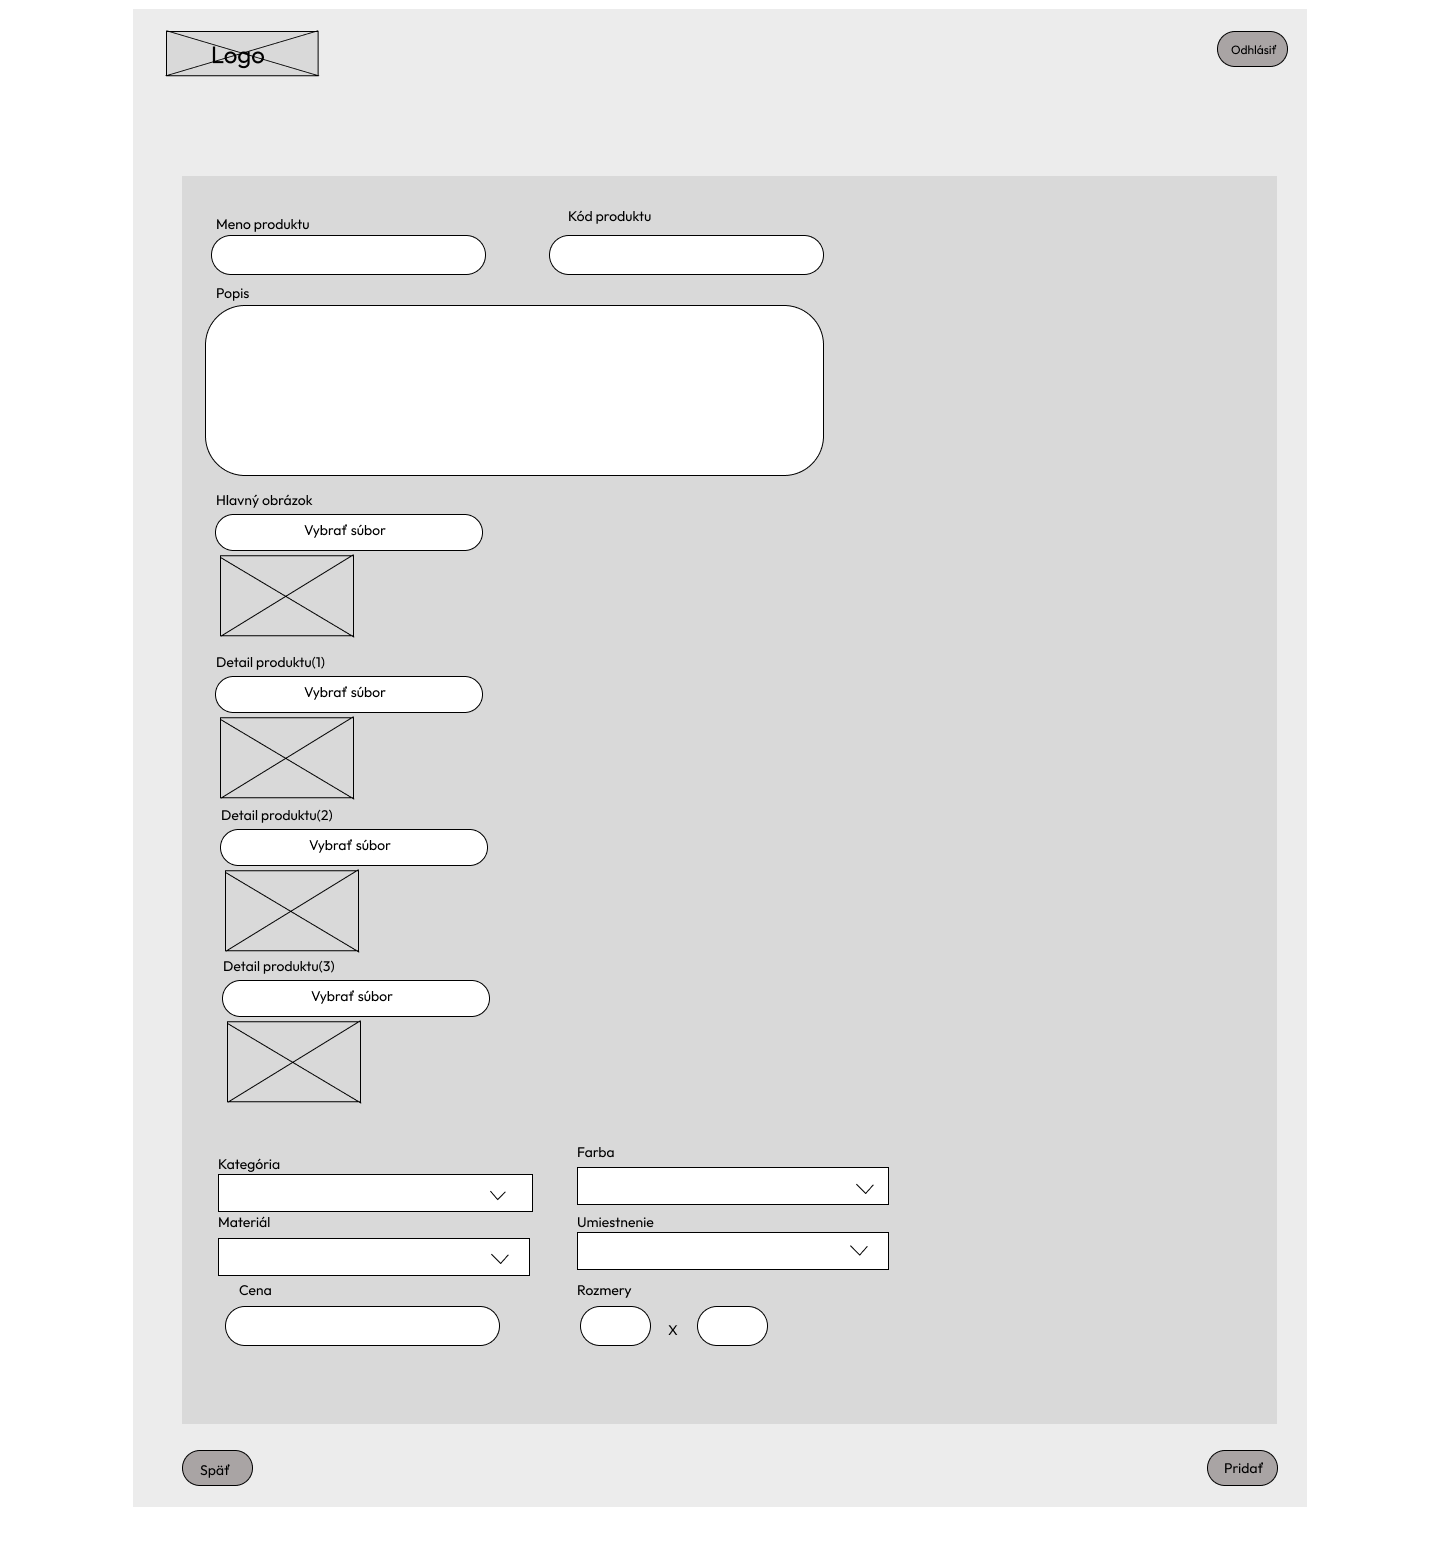 Logo
Odhlásiť
Meno produktu
Kód produktu
Popis
Hlavný obrázok
Vybrať súbor
Detail produktu(1)
Vybrať súbor
Detail produktu(2)
Vybrať súbor
Detail produktu(3)
Vybrať súbor
Kategória
Farba
Materiál
Umiestnenie
Cena
Rozmery
X
Späť
Pridať